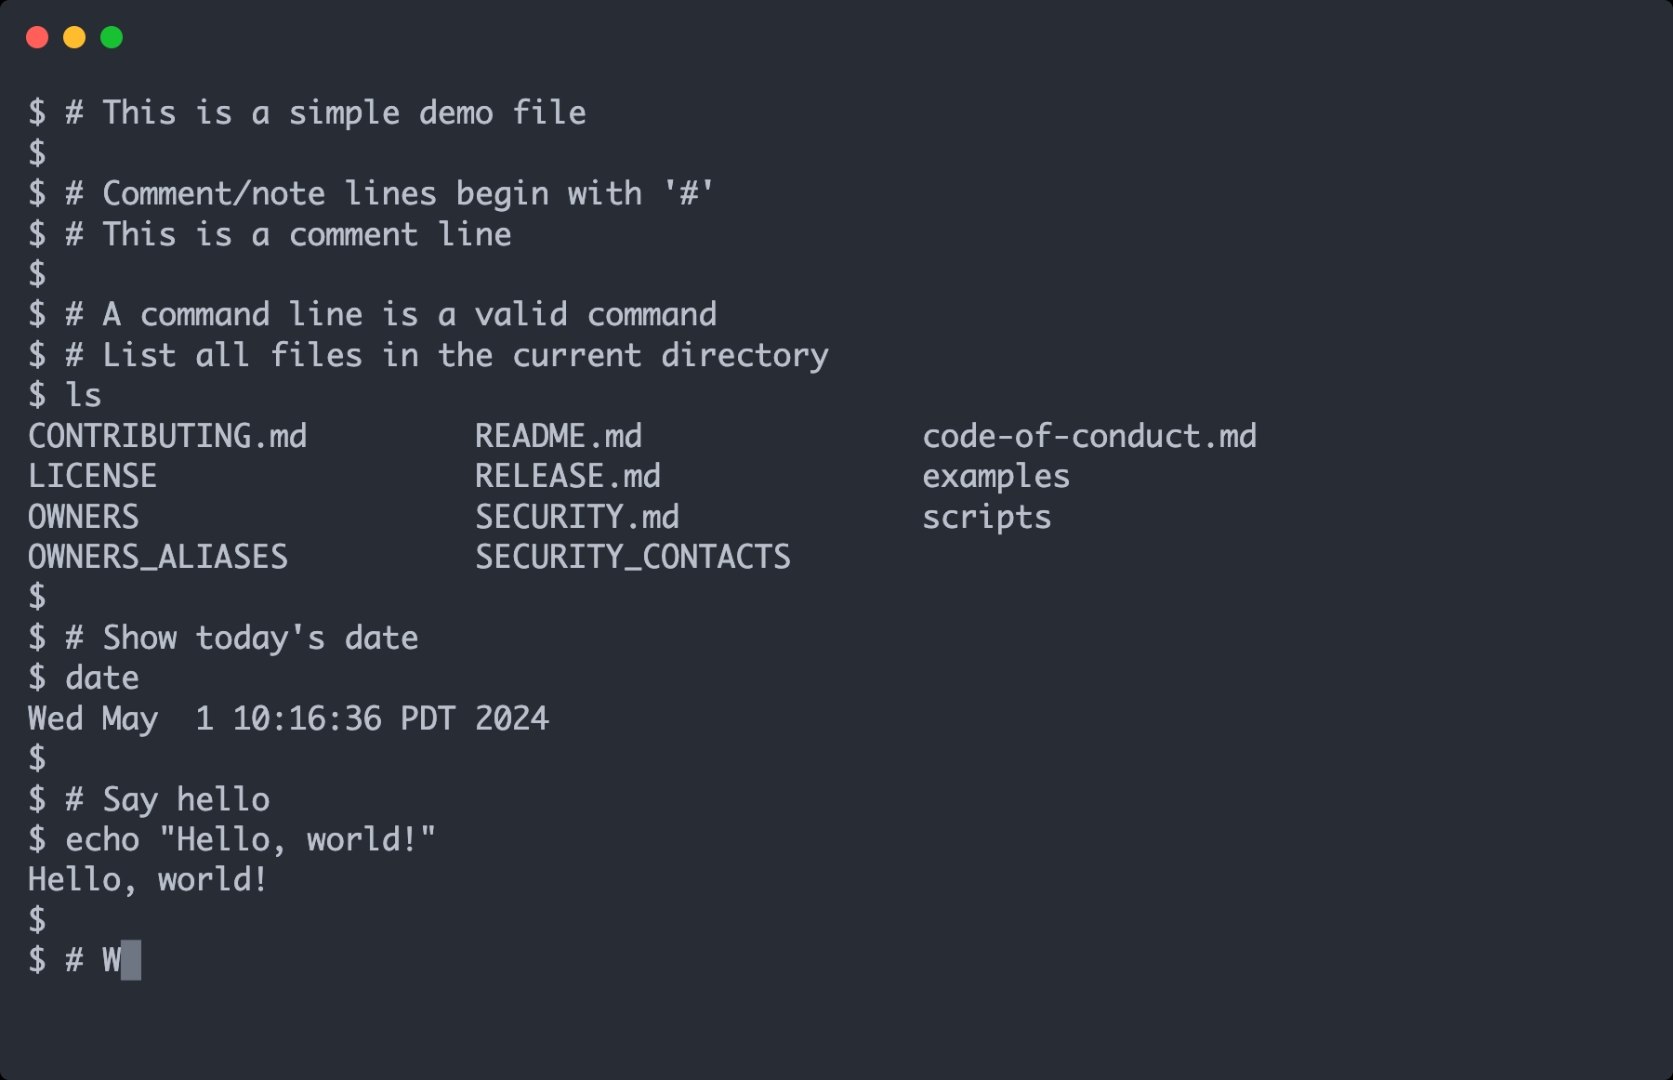 $ # This is a simple demo file
$
$ # Comment/note lines begin with '#'
$ # This is a comment line
$
$ # A command line is a valid command
$ # List all files in the current directory
$ ls
CONTRIBUTING.md         README.md               code-of-conduct.md
LICENSE                 RELEASE.md              examples
OWNERS                  SECURITY.md             scripts
OWNERS_ALIASES          SECURITY_CONTACTS
$
$ # Show today's date
$ date
Wed May  1 10:16:36 PDT 2024
$
$ # Say hello
$ echo "Hello, world!"
Hello, world!
$
$ # W